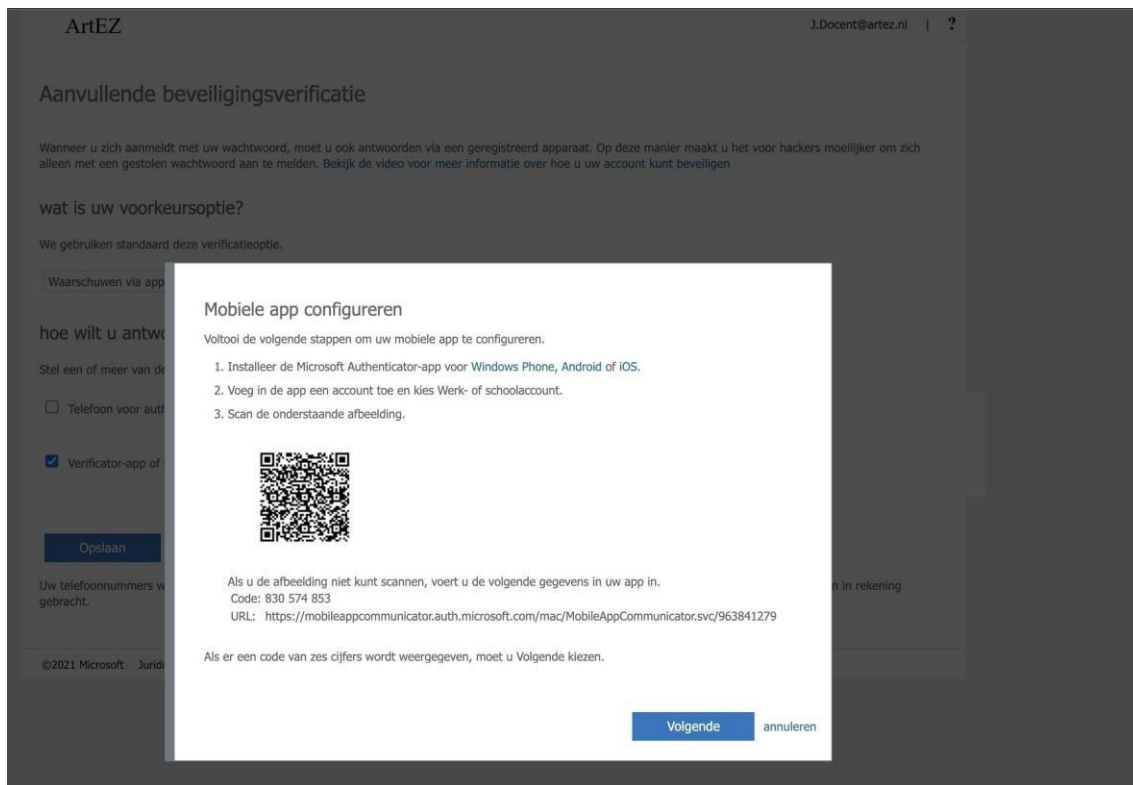 ArtEZ
J.Docent@artez.nl | ?
Aanvullende beveiligingsverificatie
Wanneer u zich aanmeldt met uw wachtwoord, moet u ook antwoorden via een geregistreerd apparaat. Op deze manier maakt u het voor hackers moeilijker om zich
alleen met een gestolen wachtwoord aan te melden. Bekijk de video voor meer informatie over hoe u uw account kunt beveiligen
wat is uw voorkeursoptie?
We gebruiken standaard deze verificatieoptie.
Waarschuwen via app
hoe wilt u antwo
Stel een of meer van de
Telefoon voor auth
Verificator-app of
Opslaan
Uw telefoonnummers w
n in rekening
gebracht.
©2021 Microsoft Juridi
Mobiele app configureren
Voltooi de volgende stappen om uw mobiele app te configureren.
1. Installeer de Microsoft Authenticator-app voor Windows Phone, Android of iOS.
2. Voeg in de app een account toe en kies Werk- of schoolaccount.
3. Scan de onderstaande afbeelding.
Als u de afbeelding niet kunt scannen, voert u de volgende gegevens in uw app in.
Code: 830 574 853
URL: https://mobileappcommunicator.auth.microsoft.com/mac/MobileAppCommunicator.svc/963841279
Als er een code van zes cijfers wordt weergegeven, moet u Volgende kiezen.
Volgende
annuleren